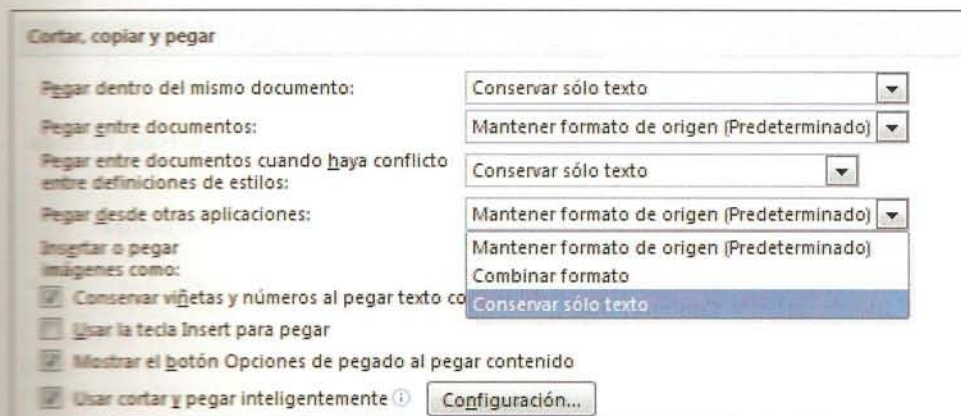 Cortar, copiar y pegar
Pegar dentro del mismo documento: Conservar sólo texto
Pegar entre documentos: Mantener formato de origen (Predeterminado)
Pegar entre documentos cuando haya conflicto
entre definiciones de estilos: Conservar sólo texto
Pegar desde otras aplicaciones: Mantener formato de origen (Predeterminado)
Insertar o pegar
imágenes como:
Mantener formato de origen (Predeterminado)
Combinar formato
Conservar sólo texto
Conservar viñetas y números al pegar texto co
Usar la tecla Insert para pegar
Mostrar el botón Opciones de pegado al pegar contenido
Usar cortar y pegar inteligentemente Configuración...